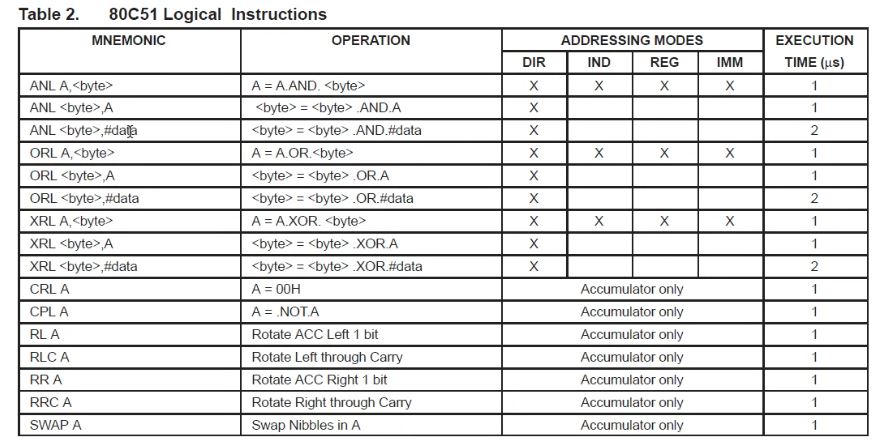 Table 2. 80C51 Logical Instructions
MNEMONIC OPERATION ADDRESSING MODES EXECUTION TIME (µs)
DIR IND REG IMM
ANL A,<byte> A = A.AND. <byte> X X X X 1
ANL <byte>,A <byte> = <byte> .AND.A X 1
ANL <byte>,#data <byte> = <byte> .AND.#data X 2
ORL A,<byte> A = A.OR.<byte> X X X X 1
ORL <byte>,A <byte> = <byte> .OR.A X 1
ORL <byte>,#data <byte> = <byte> .OR.#data X 2
XRL A,<byte> A = A.XOR. <byte> X X X X 1
XRL <byte>,A <byte> = <byte> .XOR.A X 1
XRL <byte>,#data <byte> = <byte> .XOR.#data X 2
CRL A A = 00H Accumulator only 1
CPL A A = .NOT.A Accumulator only 1
RL A Rotate ACC Left 1 bit Accumulator only 1
RLC A Rotate Left through Carry Accumulator only 1
RR A Rotate ACC Right 1 bit Accumulator only 1
RRC A Rotate Right through Carry Accumulator only 1
SWAP A Swap Nibbles in A Accumulator only 1